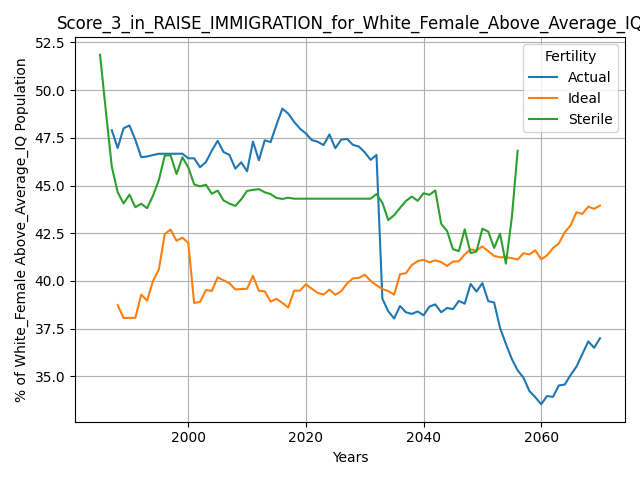 Score_3_in_RAISE_IMMIGRATION_for_White_Female_Above_Average_IQ
% of White_Female Above_Average_IQ Population
52.5
50.0
47.5
45.0
42.5
40.0
37.5
35.0
Fertility
Actual
Ideal
Sterile
2000
2020
2040
2060
Years